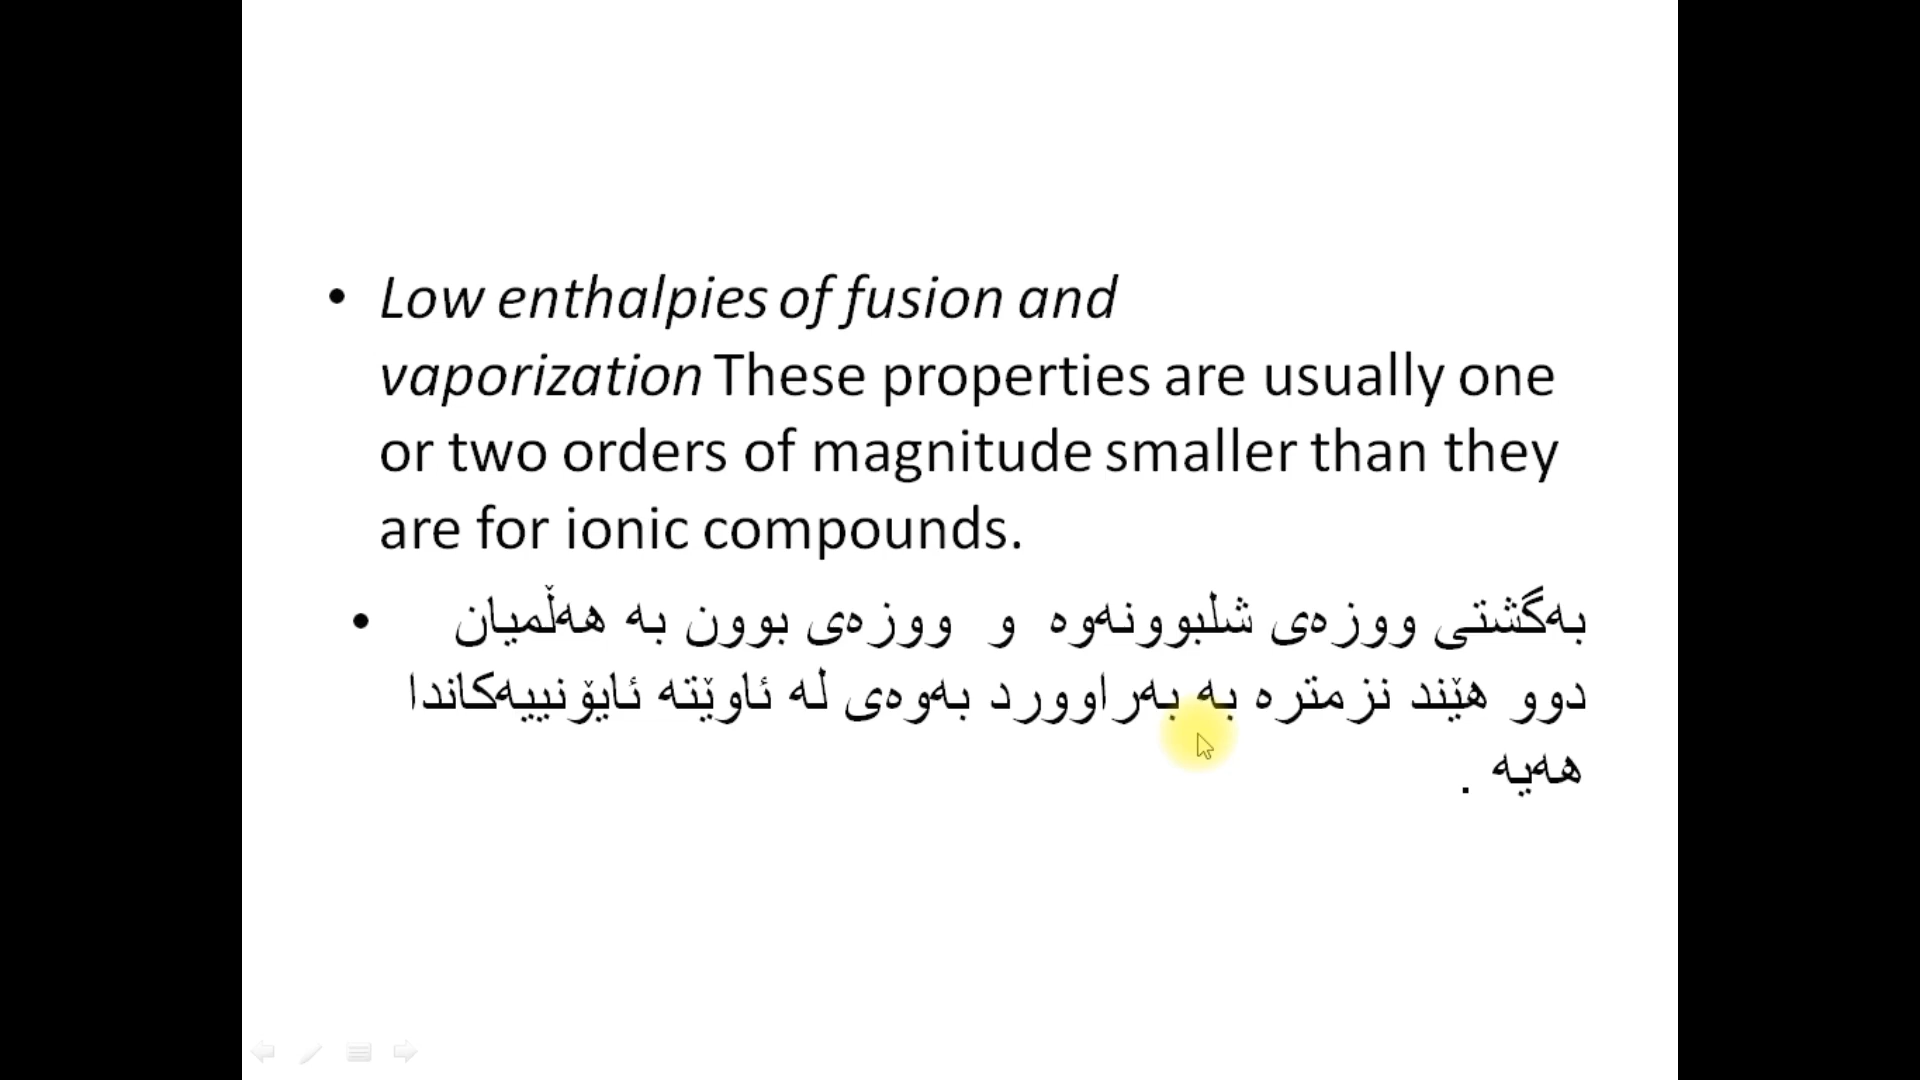 • Low enthalpies of fusion and
vaporization These properties are usually one
or two orders of magnitude smaller than they
are for ionic compounds.
• بەگشتی ووزەی شلبوونەوە و ووزەی بوون بە هەڵمیان
دوو هێند نزمترە بە بەراوورد بەوەی لە ئاوێتە ئایۆنییەکاندا
هەیە .